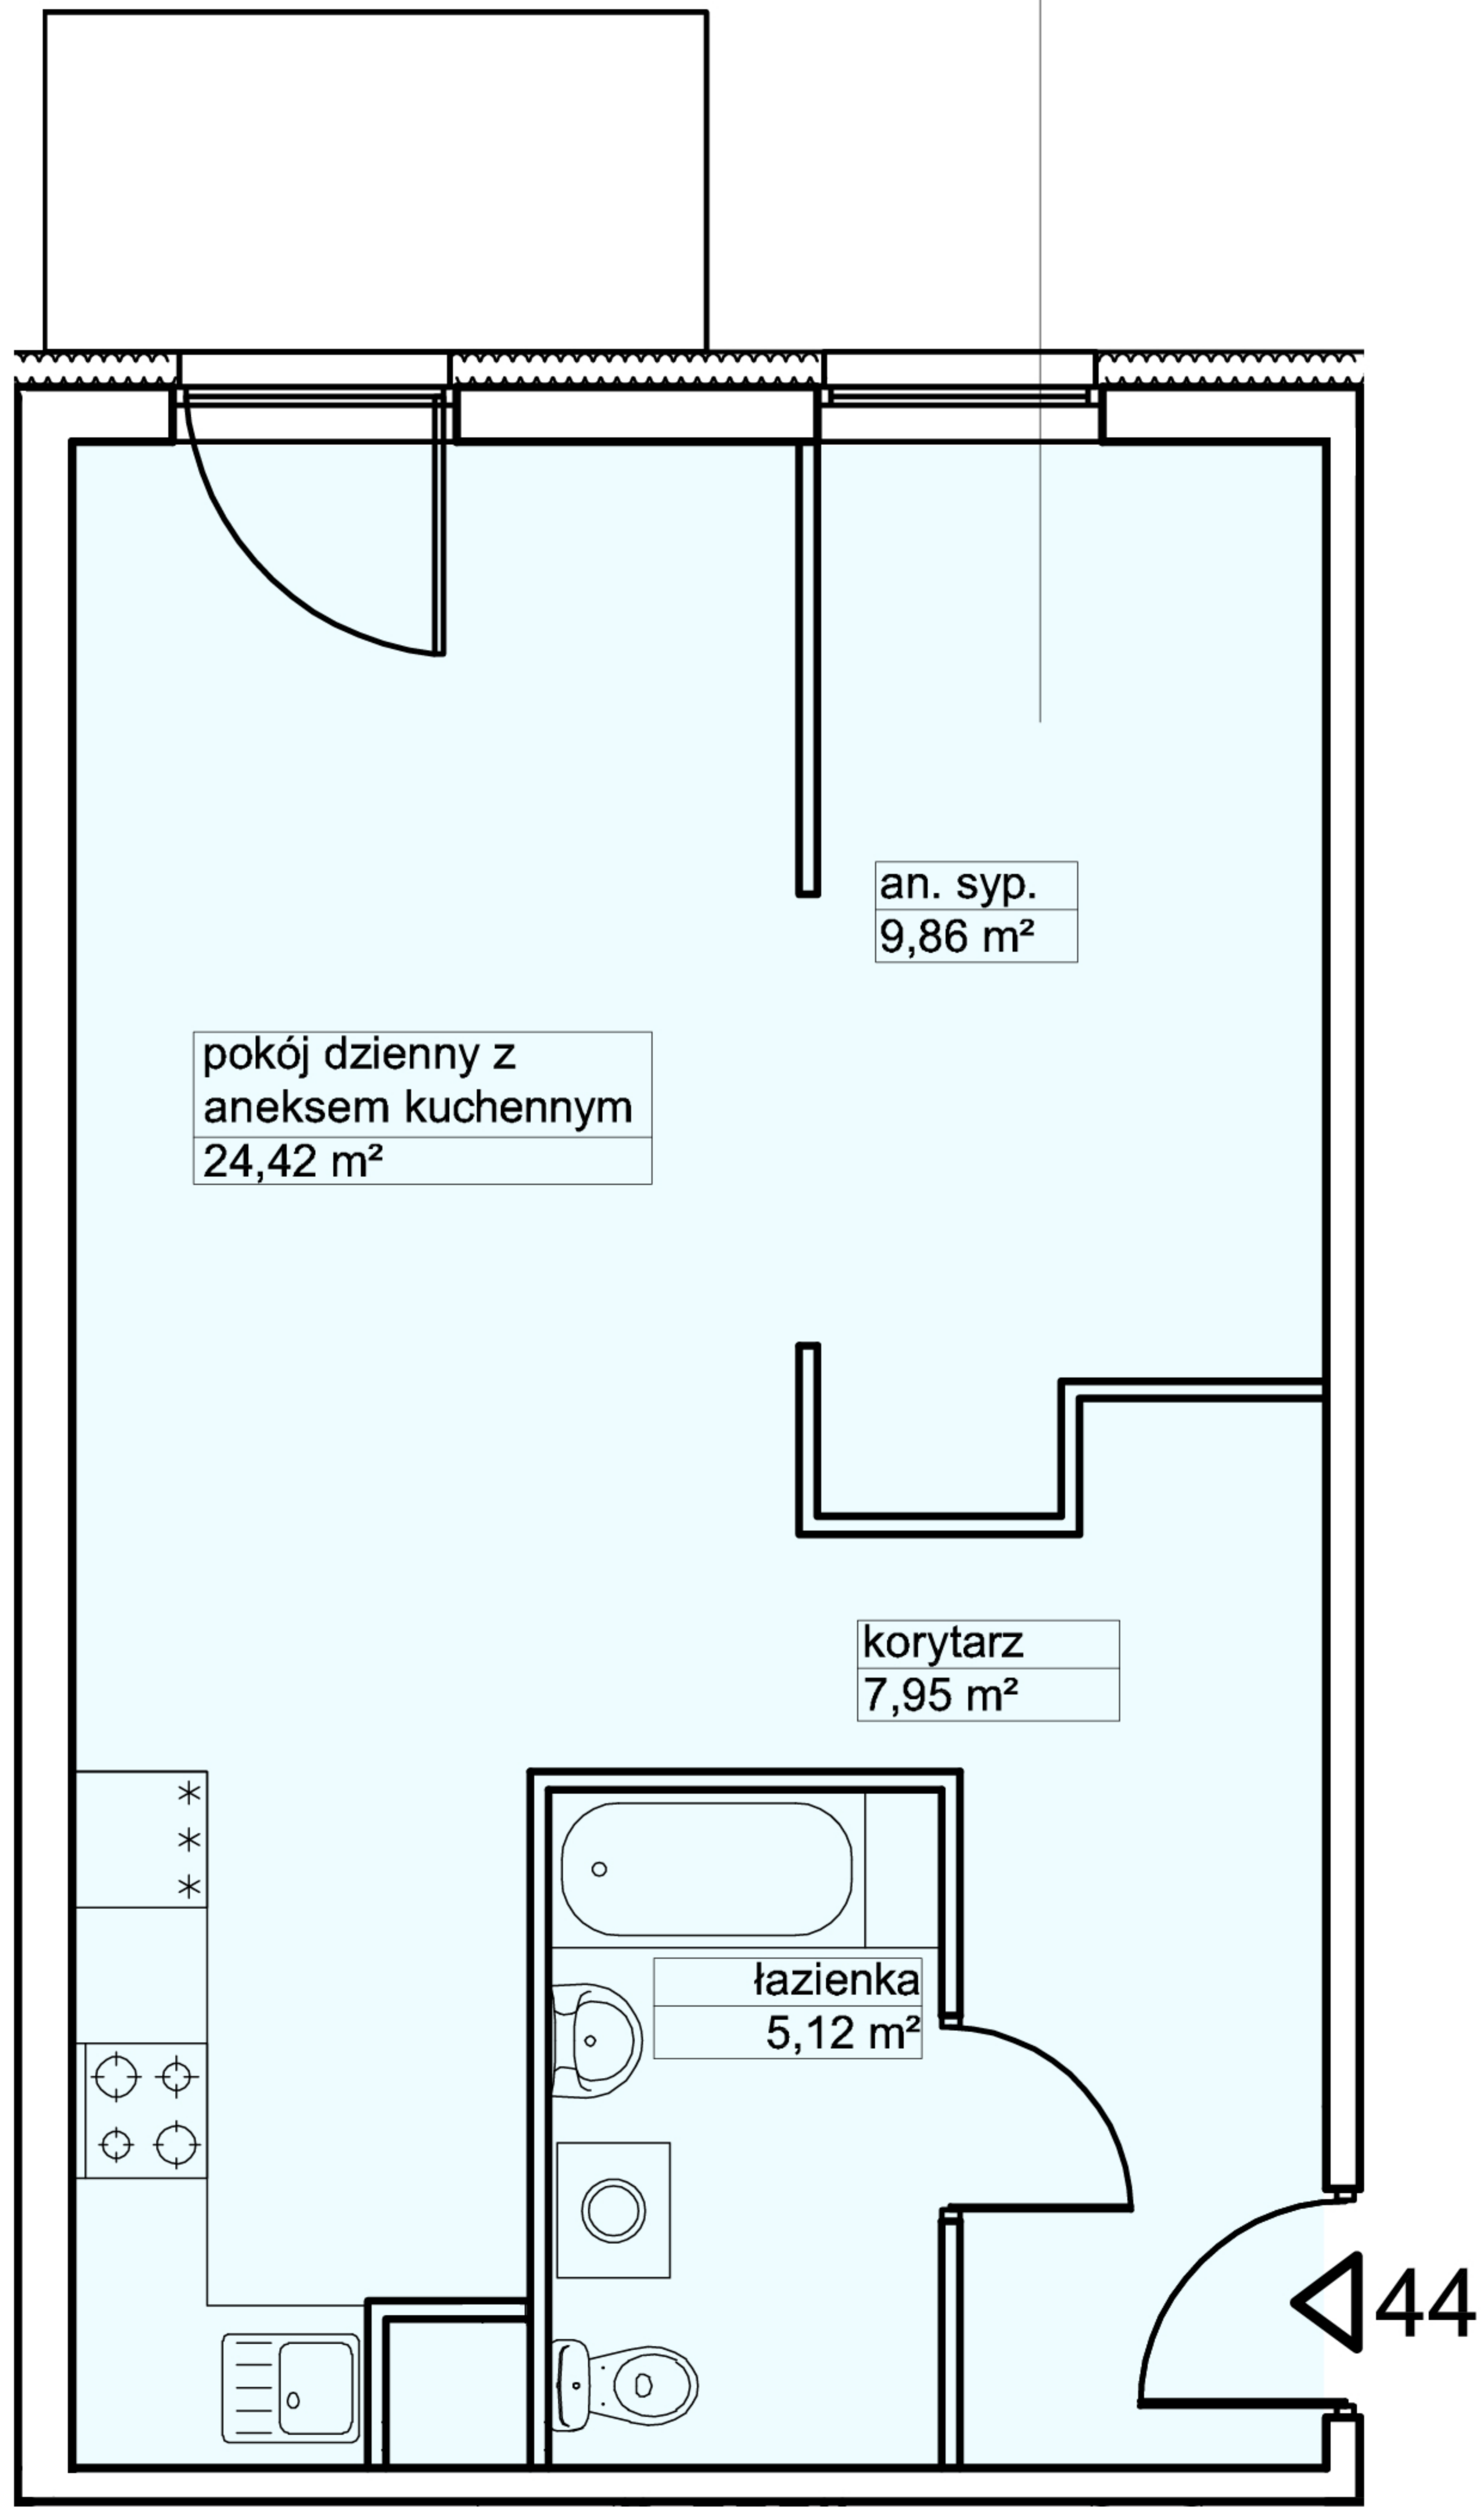 an. syp.
9,86 m²
pokój dzienny z
aneksem kuchennym
24,42 m²
korytarz
7,95 m²
łazienka
5,12 m²
44